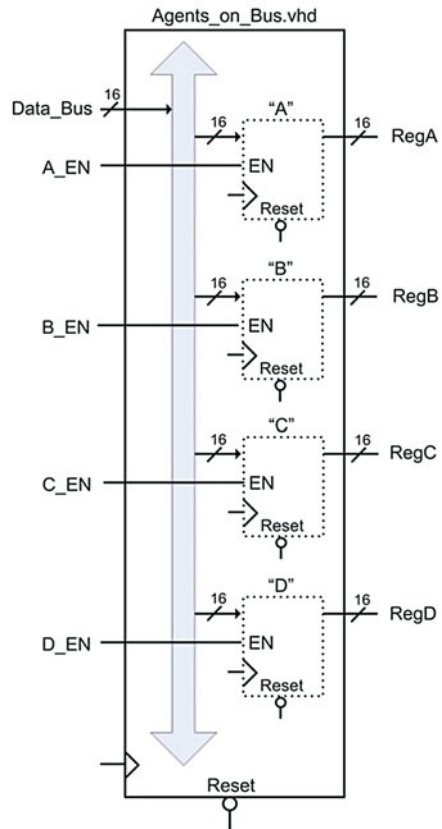 Agents_on_Bus.vhd
16
Data_Bus
16
"A"
16
RegA
A_EN
EN
Reset
16
"B"
16
RegB
B_EN
EN
Reset
16
"C"
16
RegC
C_EN
EN
Reset
16
"D"
16
RegD
D_EN
EN
Reset
Reset